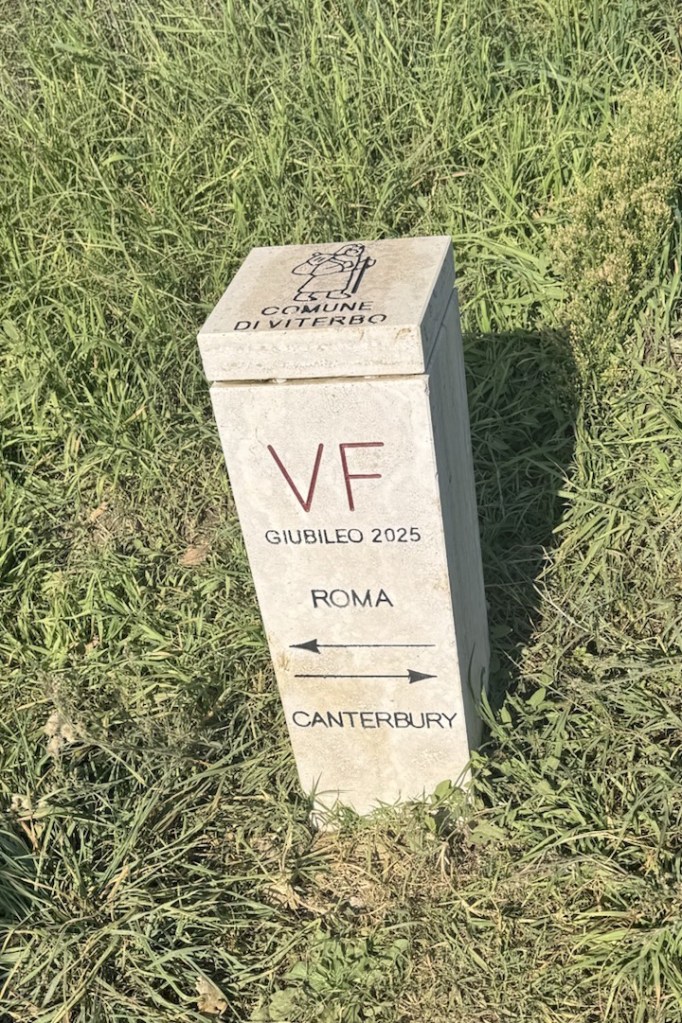 COMUNE
DI VITERBO
VF
GIUBILEO 2025
ROMA
CANTERBURY